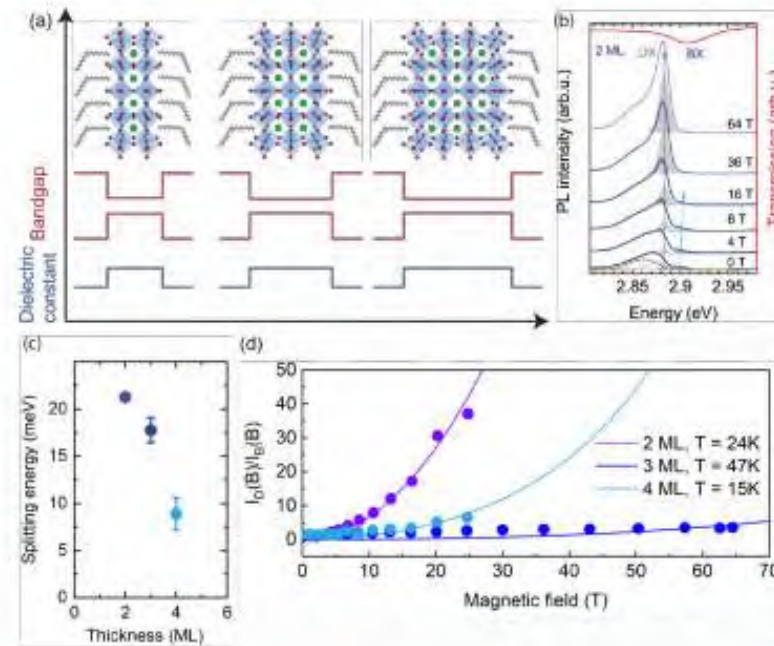 (a)
Bandgap
Dielectric
constant
(b)
2 ML
DX
BX
64 T
36 T
16 T
4 T
0 T
PL intensity (arb.u.)
2.85
2.9
2.95
Energy (eV)
(c)
Splitting energy (meV)
20
15
10
5
0
0 2 4 6
Thickness (ML)
(d)
I_D(B)/I_B(B)
50
40
30
20
10
0
0 10 20 30 40 50 60 70
Magnetic field (T)
2 ML, T = 24K
3 ML, T = 47K
4 ML, T = 15K